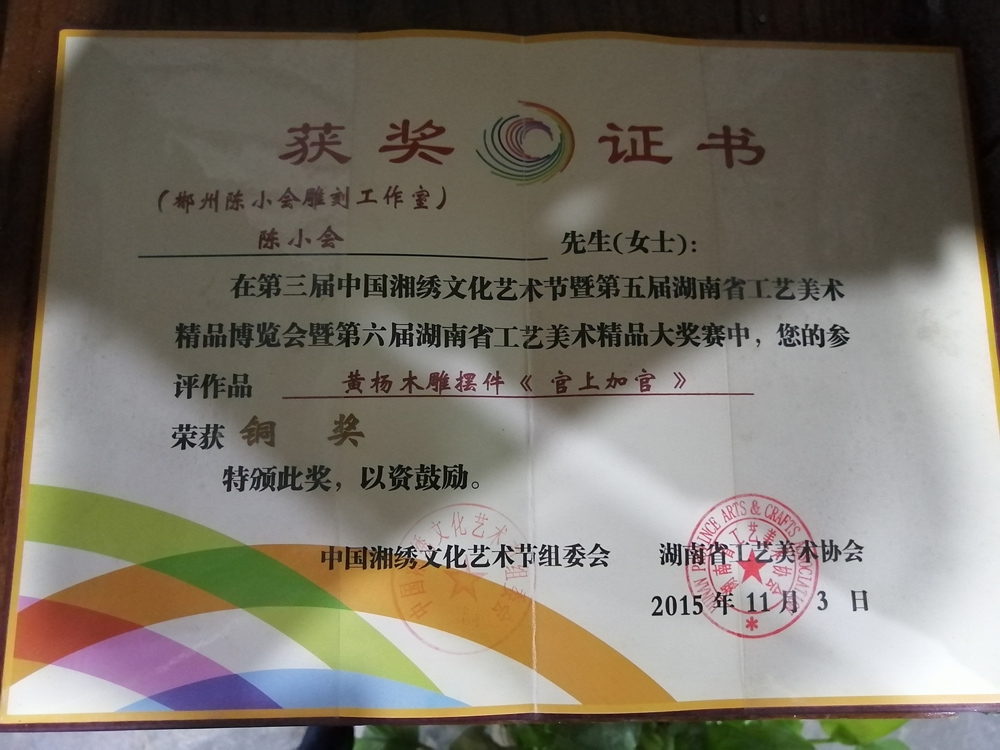 获奖证书
(郴州陈小会雕刻工作室)
陈小会 先生(女士):
在第三届中国湘绣文化艺术节暨第五届湖南省工艺美术
精品博览会暨第六届湖南省工艺美术精品大奖赛中，您的参
评作品 黄杨木雕摆件《官上加官》
荣获 铜奖
特颁此奖，以资鼓励。
中国湘绣文化艺术节组委会 湖南省工艺美术协会
2015年11月3日